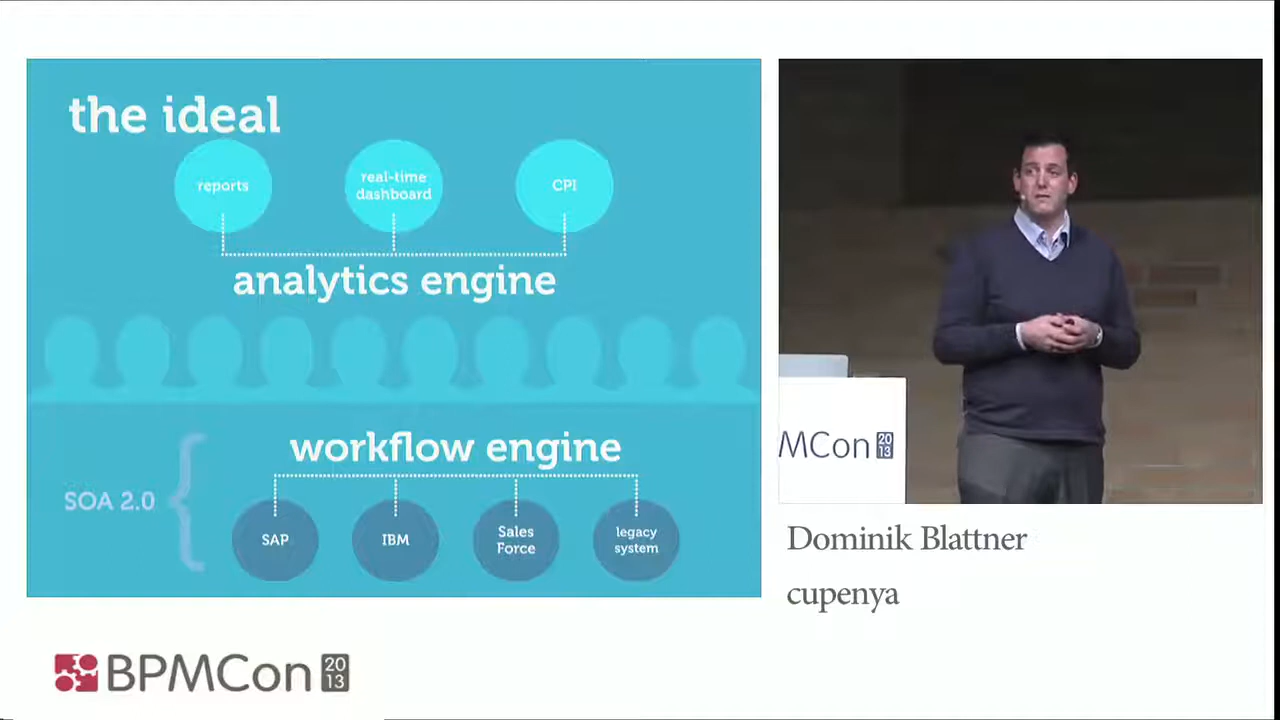 the ideal
reports
real-time
dashboard
CPI
analytics engine
workflow engine
SOA 2.0
SAP
IBM
Sales
Force
legacy
system
MCon 20
13
Dominik Blattner
cupenya
BPMCon 20
13